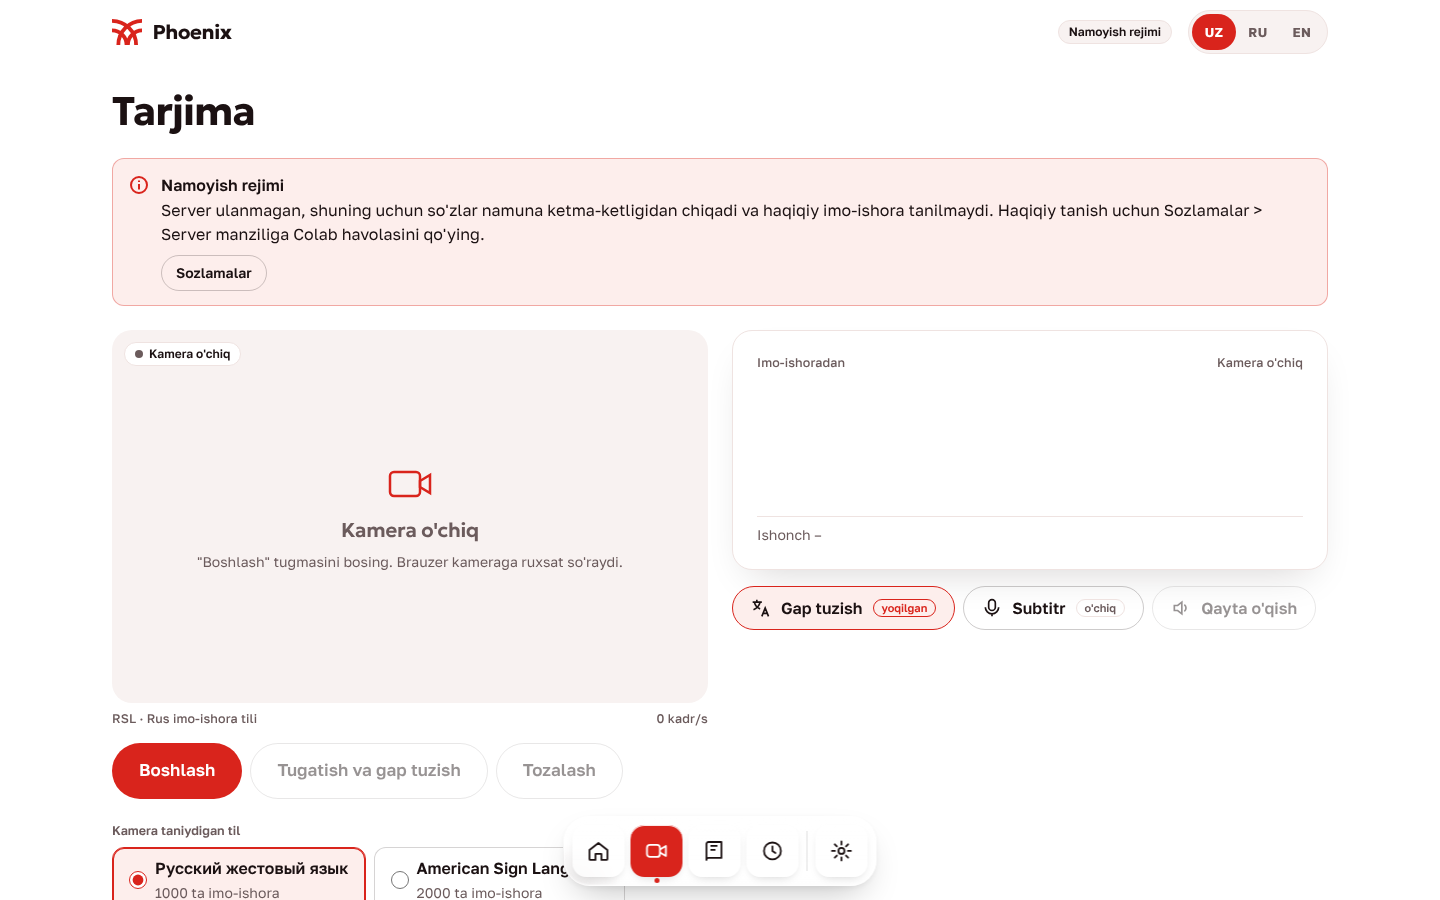 Phoenix
Namoyish rejimi
UZ RU EN
Tarjima
Namoyish rejimi
Server ulanmagan, shuning uchun so'zlar namuna ketma-ketligidan chiqadi va haqiqiy imo-ishora tanilmaydi. Haqiqiy tanish uchun Sozlamalar >
Server manziliga Colab havolasini qo'ying.
Sozlamalar
Kamera o'chiq
Kamera o'chiq
"Boshlash" tugmasini bosing. Brauzer kameraga ruxsat so'raydi.
RSL · Rus imo-ishora tili
0 kadr/s
Boshlash
Tugatish va gap tuzish
Tozalash
Imo-ishoradan
Kamera o'chiq
Ishonch –
Gap tuzish yoqilgan
Subtitr o'chiq
Qayta o'qish
Kamera taniydigan til
Русский жестовый язык
1000 ta imo-ishora
American Sign Lang
2000 ta imo-ishora